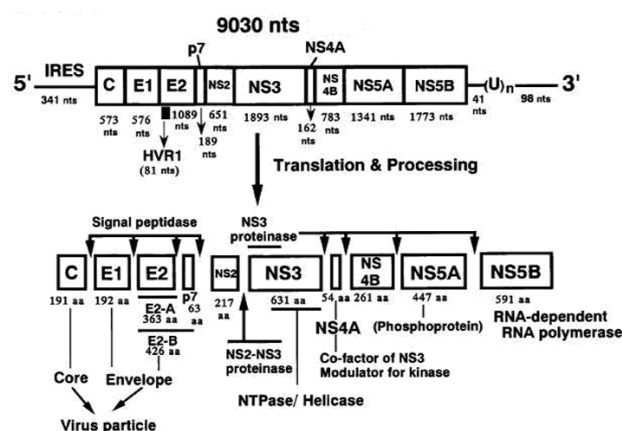 9030 nts
p7 NS4A
5' IRES C E1 E2 NS2 NS3 NS 4B NS5A NS5B (U)n 3'
341 nts 573 nts 576 nts 1089 nts 189 nts 651 nts 1893 nts 162 nts 783 nts 1341 nts 1773 nts 41 nts 98 nts
HVR1
(81 nts)
Translation & Processing
Signal peptidase
NS3
proteinase
C E1 E2 p7 NS2 NS3 NS 4B NS5A NS5B
191 aa 192 aa E2-A 363 aa 63 aa 217 aa 631 aa 54 aa 261 aa 447 aa 591 aa
E2-B
426 aa
NS4A
(Phosphoprotein)
RNA-dependent
RNA polymerase
NS2-NS3
proteinase
Co-factor of NS3
Modulator for kinase
Core Envelope
NTPase/ Helicase
Virus particle